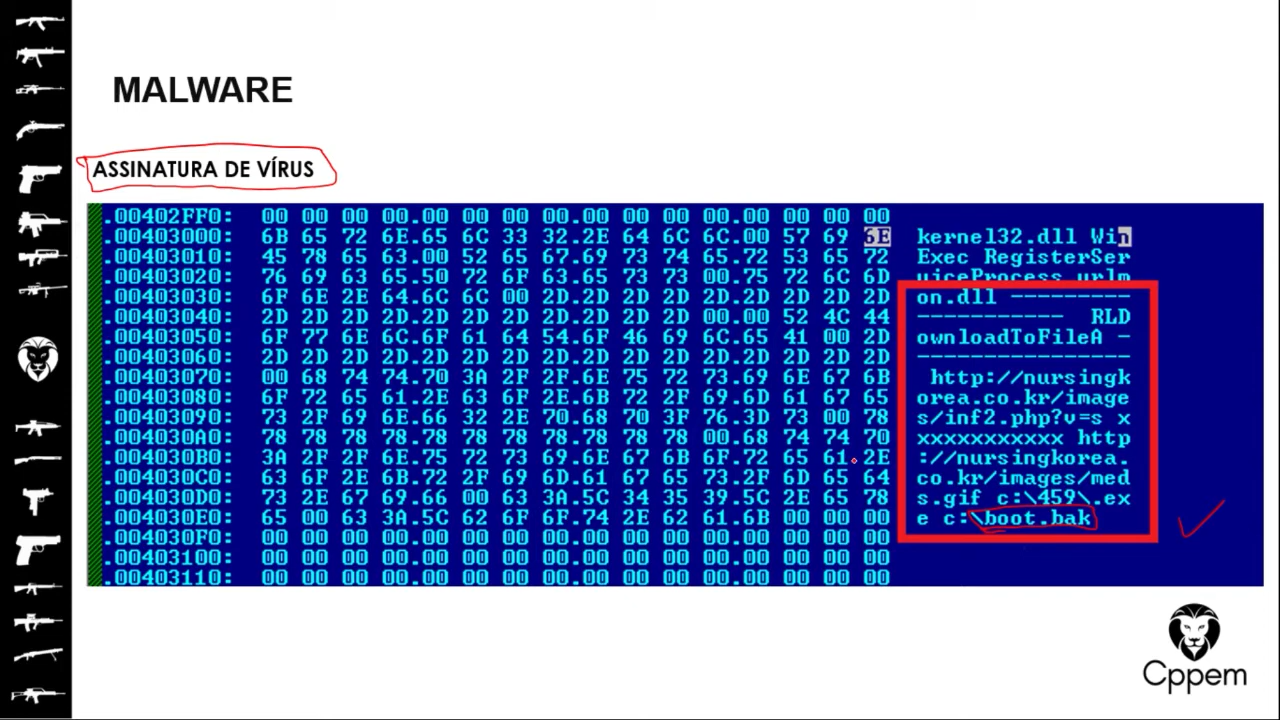 MALWARE
ASSINATURA DE VÍRUS
.00402FF0: 00 00 00 00.00 00 00 00.00 00 00 00.00 00 00 00
.00403000: 6B 65 72 6E.65 6C 33 32.2E 64 6C 6C.00 57 69 6E kernel32.dll Win
.00403010: 45 78 65 63.00 52 65 67.69 73 74 65.72 53 65 72 Exec RegisterSer
.00403020: 76 69 63 65.50 72 6F 63.65 73 73 00.75 72 6C 6D viceProcess urlm
.00403030: 6F 6E 2E 64.6C 6C 00 2D.2D 2D 2D 2D.2D 2D 2D 2D on.dll ---------
.00403040: 2D 2D 2D 2D.2D 2D 2D 2D.2D 2D 2D 00.00 52 4C 44 ----------- RLD
.00403050: 6F 77 6E 6C.6F 61 64 54.6F 46 69 6C.65 41 00 2D ownloadToFileA -
.00403060: 2D 2D 2D 2D.2D 2D 2D 2D.2D 2D 2D 2D.2D 2D 2D 2D ----------------
.00403070: 00 68 74 74.70 3A 2F 2F.6E 75 72 73.69 6E 67 6B http://nursingk
.00403080: 6F 72 65 61.2E 63 6F 2E.6B 72 2F 69.6D 61 67 65 orea.co.kr/image
.00403090: 73 2F 69 6E.66 32 2E 70.68 70 3F 76.3D 73 00 78 s/inf2.php?v=s x
.004030A0: 78 78 78 78.78 78 78 78.78 78 78 00.68 74 74 70 xxxxxxxxxxx http
.004030B0: 3A 2F 2F 6E.75 72 73 69.6E 67 6B 6F.72 65 61 2E ://nursingkorea.
.004030C0: 63 6F 2E 6B.72 2F 69 6D.61 67 65 73.2F 6D 65 64 co.kr/images/med
.004030D0: 73 2E 67 69.66 00 63 3A.5C 34 35 39.5C 2E 65 78 s.gif c:\459\.ex
.004030E0: 65 00 63 3A.5C 62 6F 6F.74 2E 62 61.6B 00 00 00 e c:\boot.bak
.004030F0: 00 00 00 00.00 00 00 00.00 00 00 00.00 00 00 00
.00403100: 00 00 00 00.00 00 00 00.00 00 00 00.00 00 00 00
.00403110: 00 00 00 00.00 00 00 00.00 00 00 00.00 00 00 00
Cppem